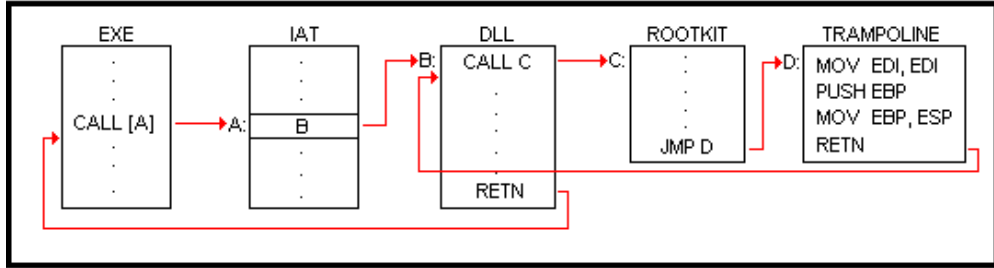 EXE
IAT
DLL
ROOTKIT
TRAMPOLINE
CALL [A]
A:
B
B:
CALL C
RETN
C:
JMP D
D:
MOV EDI, EDI
PUSH EBP
MOV EBP, ESP
RETN